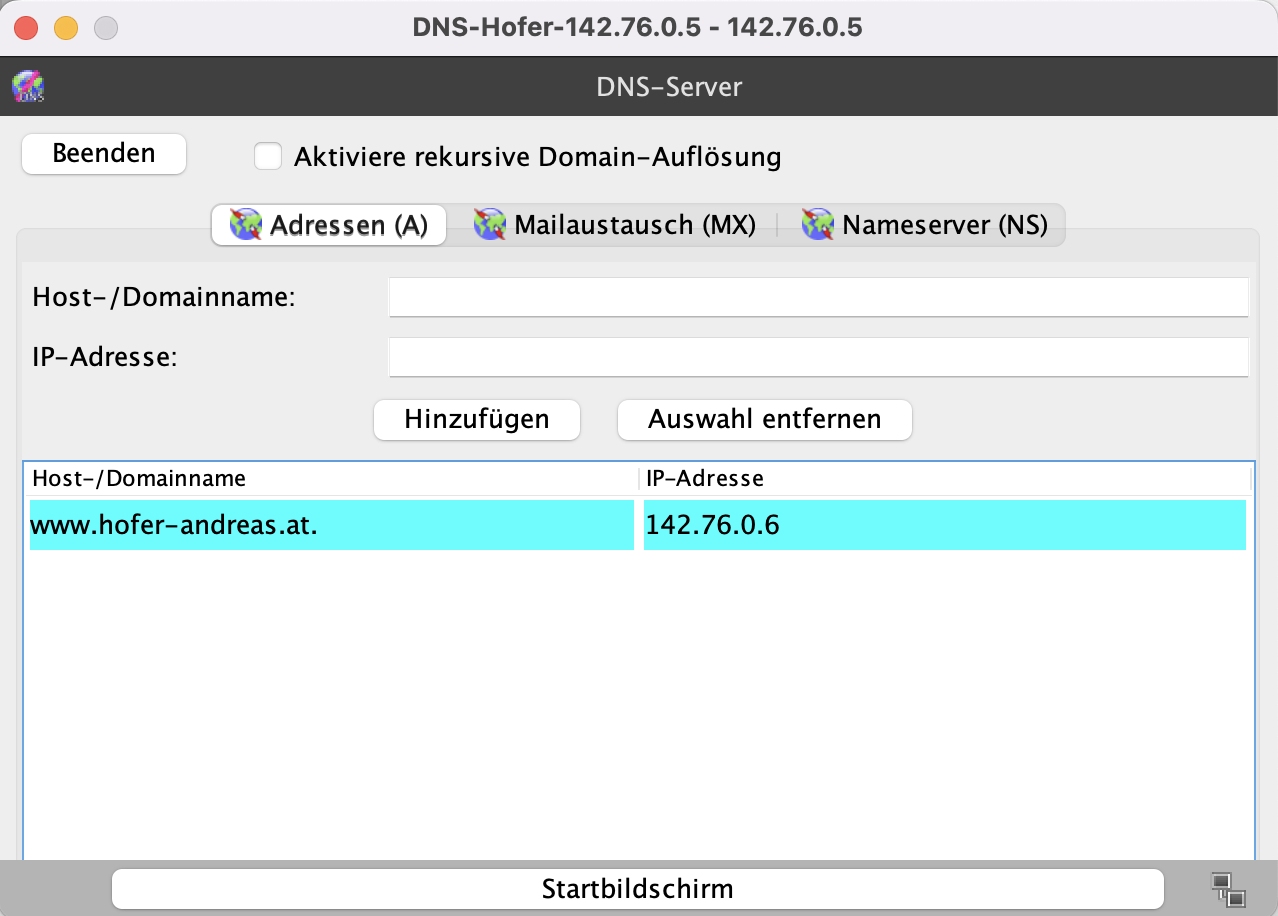 DNS-Hofer-142.76.0.5 - 142.76.0.5
DNS
DNS-Server
Beenden
Aktiviere rekursive Domain-Auflösung
Adressen (A)
Mailaustausch (MX)
Nameserver (NS)
Host-/Domainname:
IP-Adresse:
Hinzufügen
Auswahl entfernen
Host-/Domainname IP-Adresse
www.hofer-andreas.at. 142.76.0.6
Startbildschirm